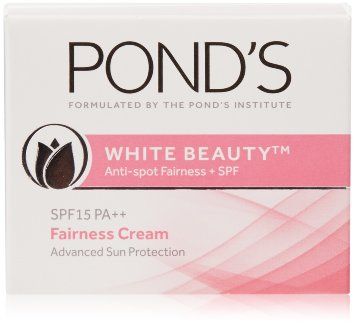 POND'S
FORMULATED BY THE POND'S INSTITUTE
WHITE BEAUTY™
Anti-spot Fairness + SPF
SPF15 PA++
Fairness Cream
Advanced Sun Protection